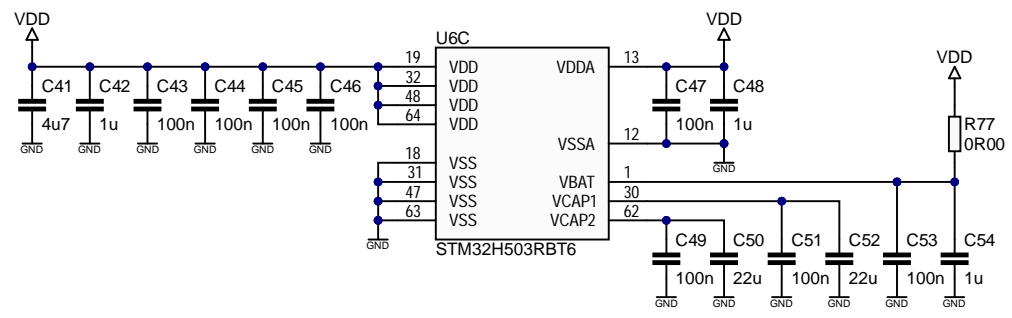 VDD
VDD
U6C
VDD
19 VDD VDDA 13
C41 C42 C43 C44 C45 C46
32 VDD
C47 C48
48 VDD
4u7 1u 100n 100n 100n 100n
64 VDD
100n 1u
R77
0R00
GND GND GND GND GND GND
VSSA 12
18 VSS
GND
31 VSS VBAT 1
47 VSS VCAP1 30
63 VSS VCAP2 62
GND
STM32H503RBT6
C49 C50 C51 C52 C53 C54
100n 22u 100n 22u 100n 1u
GND GND GND GND GND GND